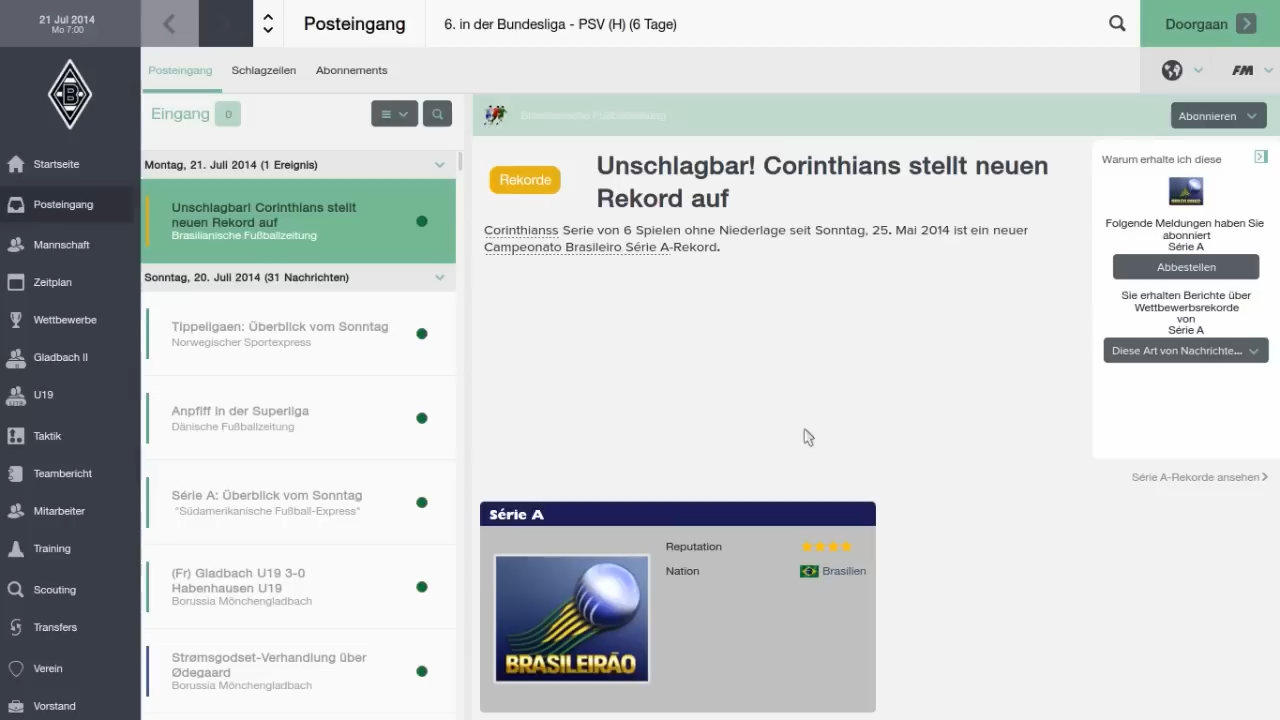 21 Jul 2014
Mo 7:00
Posteingang
6. in der Bundesliga - PSV (H) (6 Tage)
Doorgaan
Posteingang
Schlagzeilen
Abonnements
FM
Eingang
0
Brasilianische Fußballzeitung
Abonnieren
Startseite
Posteingang
Mannschaft
Zeitplan
Wettbewerbe
Gladbach II
U19
Taktik
Teambericht
Mitarbeiter
Training
Scouting
Transfers
Verein
Vorstand
Montag, 21. Juli 2014 (1 Ereignis)
Unschlagbar! Corinthians stellt
neuen Rekord auf
Brasilianische Fußballzeitung
Sonntag, 20. Juli 2014 (31 Nachrichten)
Tippeligaen: Überblick vom Sonntag
Norwegischer Sportexpress
Anpfiff in der Superliga
Dänische Fußballzeitung
Série A: Überblick vom Sonntag
"Südamerikanische Fußball-Express"
(Fr) Gladbach U19 3-0
Habenhausen U19
Borussia Mönchengladbach
Strømsgodset-Verhandlung über
Ødegaard
Borussia Mönchengladbach
Rekorde
Unschlagbar! Corinthians stellt neuen
Rekord auf
Corinthianss Serie von 6 Spielen ohne Niederlage seit Sonntag, 25. Mai 2014 ist ein neuer
Campeonato Brasileiro Série A-Rekord.
Série A
BRASILEIRÃO
Reputation
Nation
Brasilien
Warum erhalte ich diese
Folgende Meldungen haben Sie
abonniert
Série A
Abbestellen
Sie erhalten Berichte über
Wettbewerbsrekorde
von
Série A
Diese Art von Nachrichte...
Série A-Rekorde ansehen